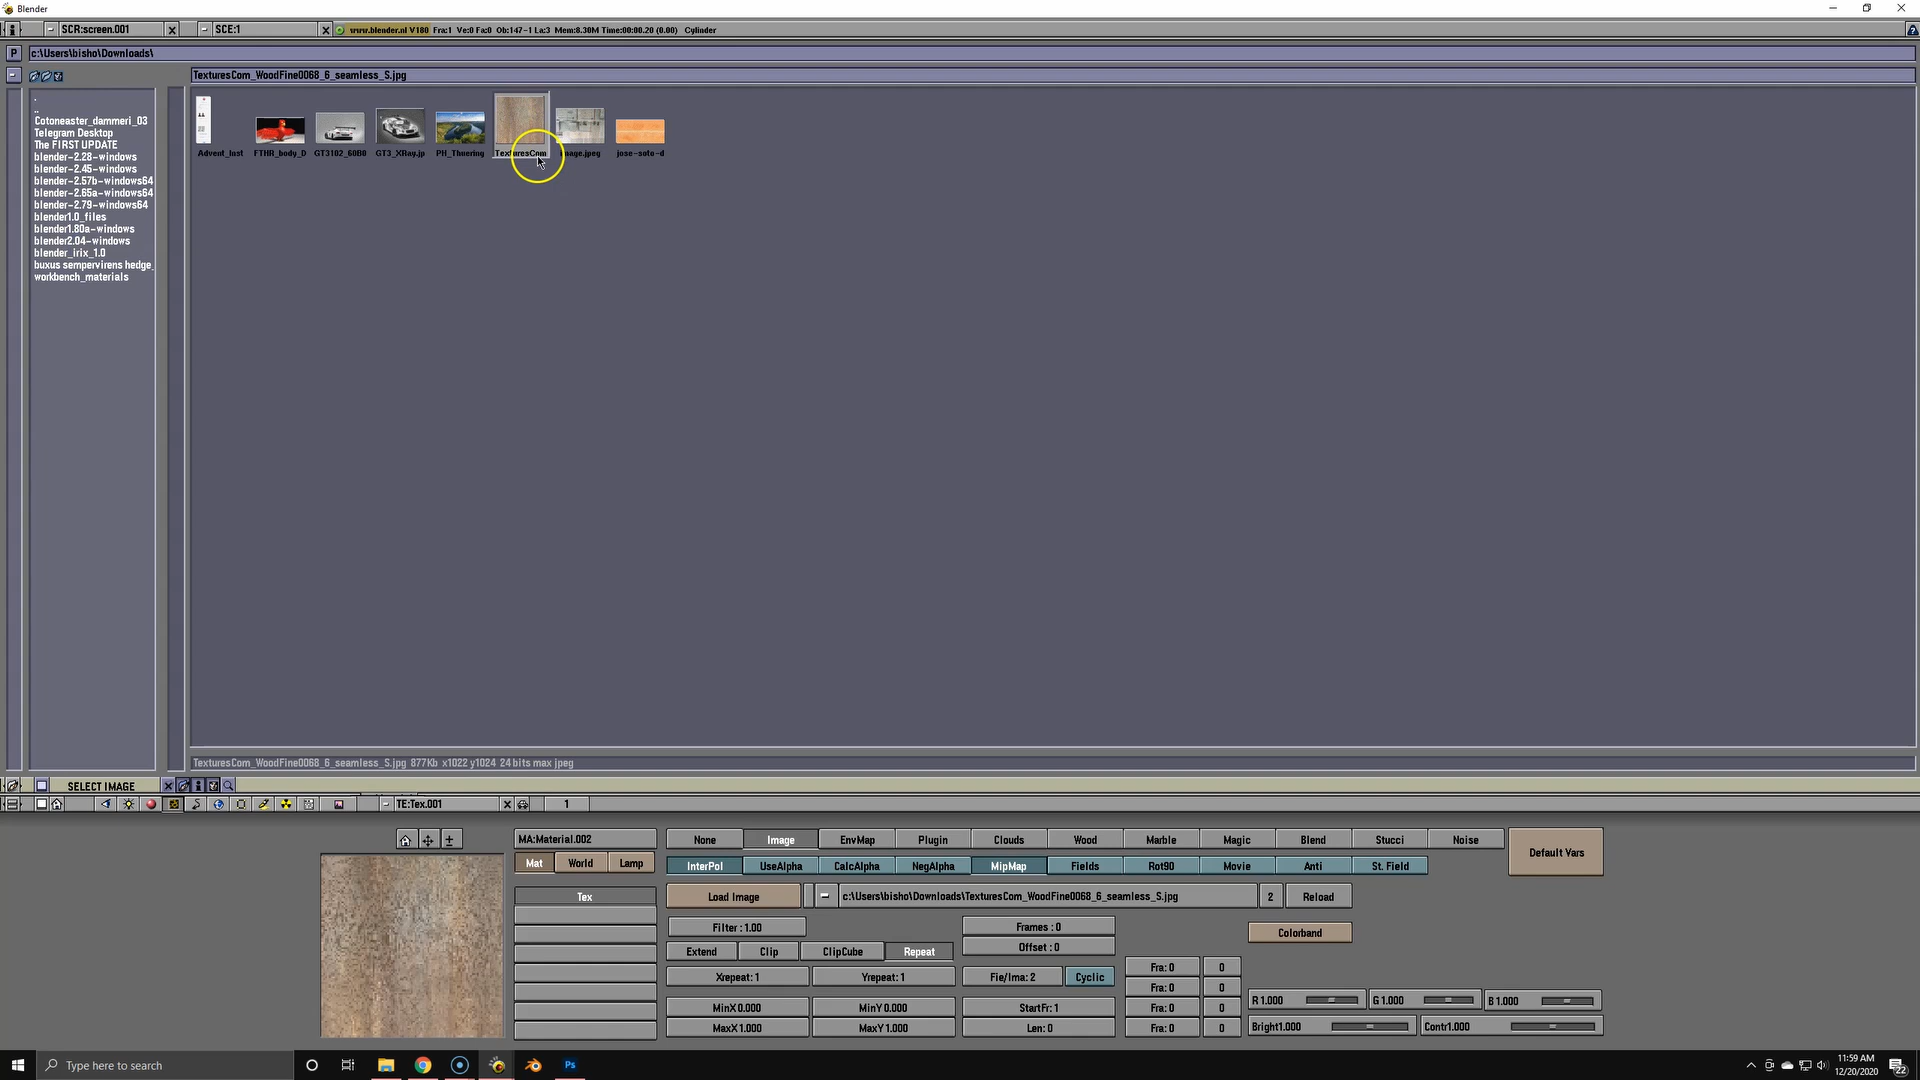 Blender
SCR:screen.001
SCE:1
www.blender.nl V180 Fra:1 Ve:0 Fa:0 Ob:147-1 La:3 Mem:8.30M Time:00:00.20 (0.00) Cylinder
P
c:\Users\bisho\Downloads\
TexturesCom_WoodFine0068_6_seamless_S.jpg
.
..
Cotoneaster_dammeri_03
Telegram Desktop
The FIRST UPDATE
blender-2.28-windows
blender-2.45-windows
blender-2.57b-windows64
blender-2.65a-windows64
blender-2.79-windows64
blender1.0_files
blender1.80a-windows
blender2.04-windows
blender_irix_1.0
buxus sempervirens hedge_
workbench_materials
Advent_Inst FTHR_body_D GT3102_60B0 GT3_XRay.jp PH_Thuering TexturesCom image.jpeg jose-soto-d
TexturesCom_WoodFine0068_6_seamless_S.jpg 877Kb x1022 y1024 24bits max jpeg
SELECT IMAGE
TE:Tex.001
1
MA:Material.002
None Image EnvMap Plugin Clouds Wood Marble Magic Blend Stucci Noise
Default Vars
Mat World Lamp
InterPol UseAlpha CalcAlpha NegAlpha MipMap Fields Rot90 Movie Anti St. Field
Tex
Load Image
c:\Users\bisho\Downloads\TexturesCom_WoodFine0068_6_seamless_S.jpg
2
Reload
Filter : 1.00
Frames : 0
Colorband
Offset : 0
Extend Clip ClipCube Repeat
Xrepeat: 1 Yrepeat: 1
Fie/Ima: 2 Cyclic
Fra: 0 0
Fra: 0 0
MinX 0.000 MinY 0.000
StartFr: 1
Fra: 0 0
R 1.000 G 1.000 B 1.000
MaxX 1.000 MaxY 1.000
Len: 0
Fra: 0 0
Bright1.000 Contr1.000
Type here to search
Ps
11:59 AM
12/20/2020
22